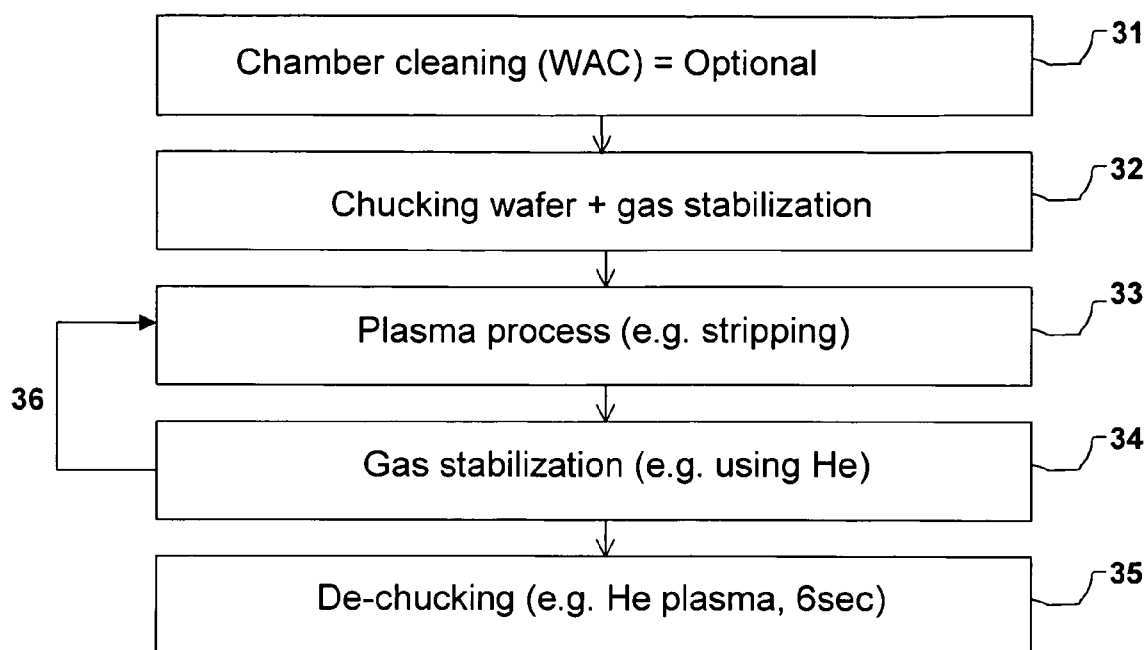 Chamber cleaning (WAC) = Optional
31
Chucking wafer + gas stabilization
32
Plasma process (e.g. stripping)
33
36
Gas stabilization (e.g. using He)
34
De-chucking (e.g. He plasma, 6sec)
35